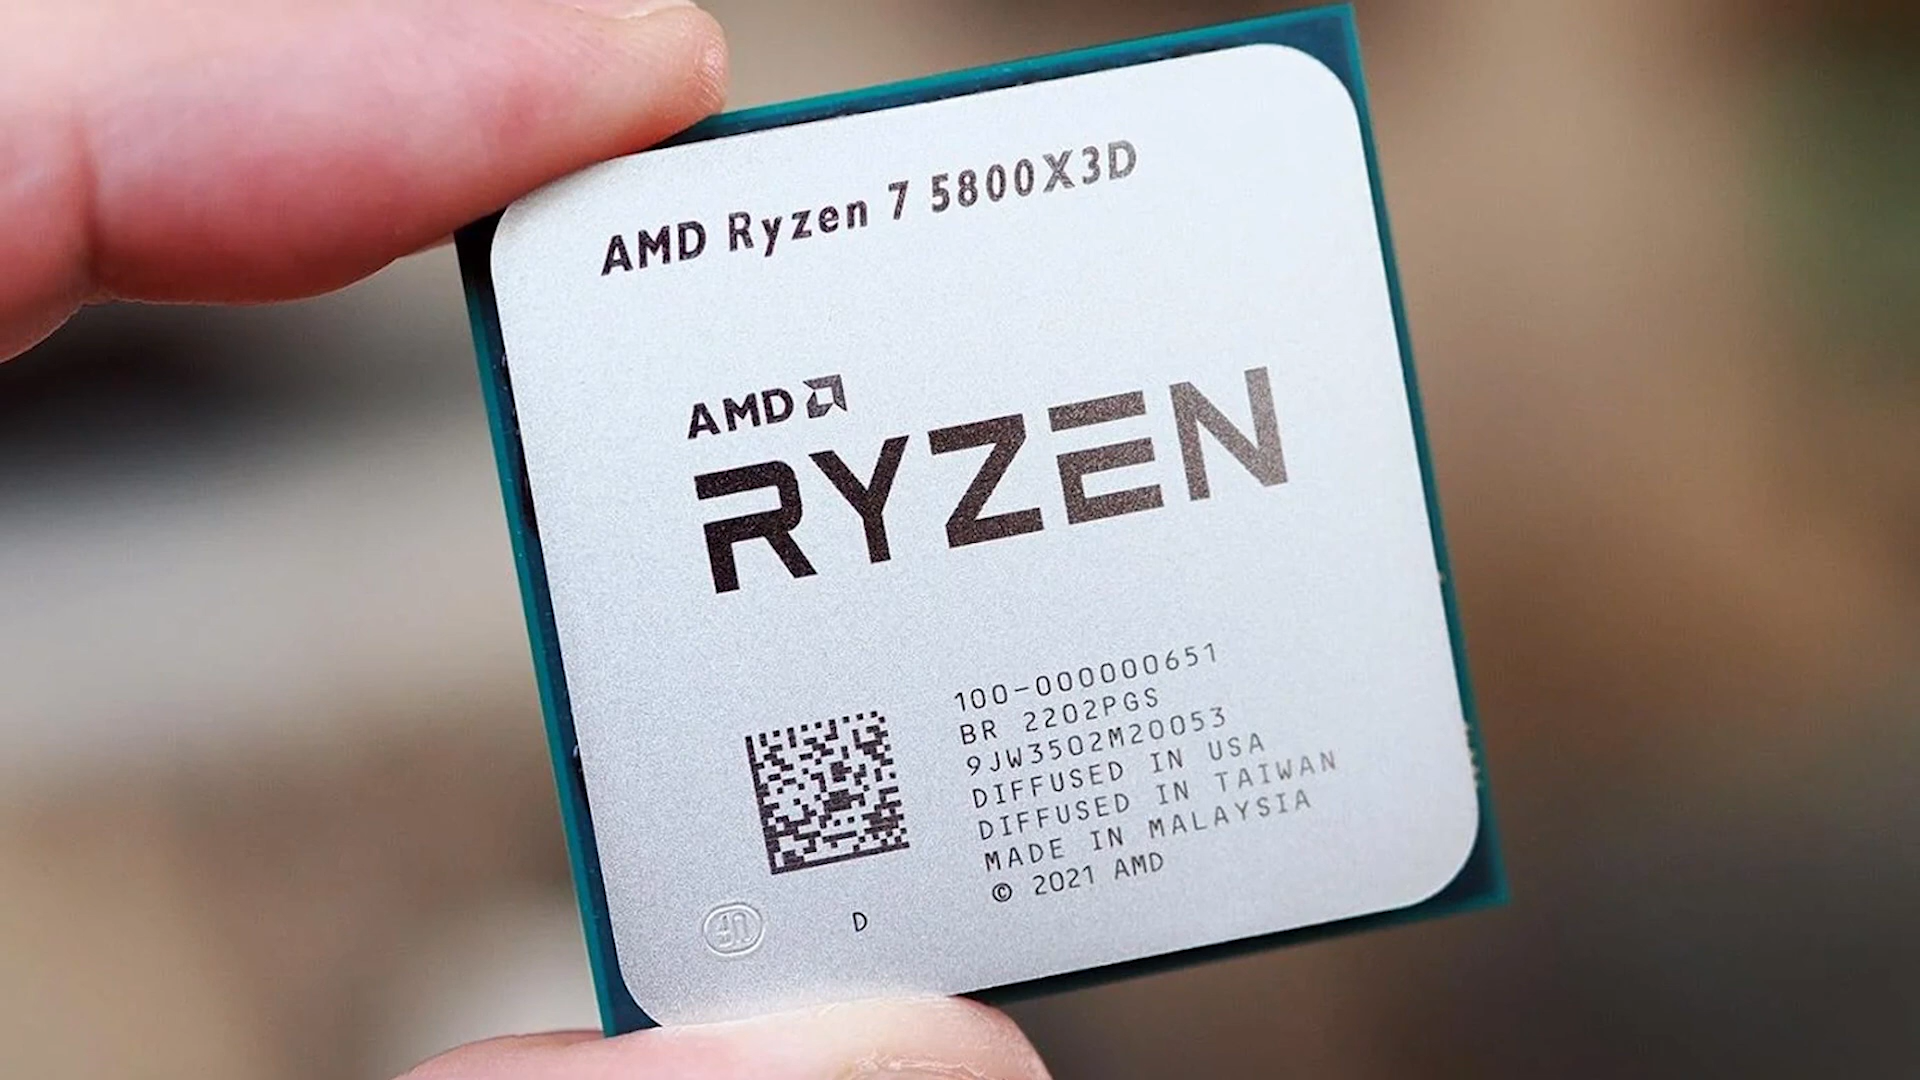 AMD Ryzen 7 5800X3D
AMD
RYZEN
100-000000651
BR 2202PGS
9JW3502M20053
DIFFUSED IN USA
DIFFUSED IN TAIWAN
MADE IN MALAYSIA
© 2021 AMD
D